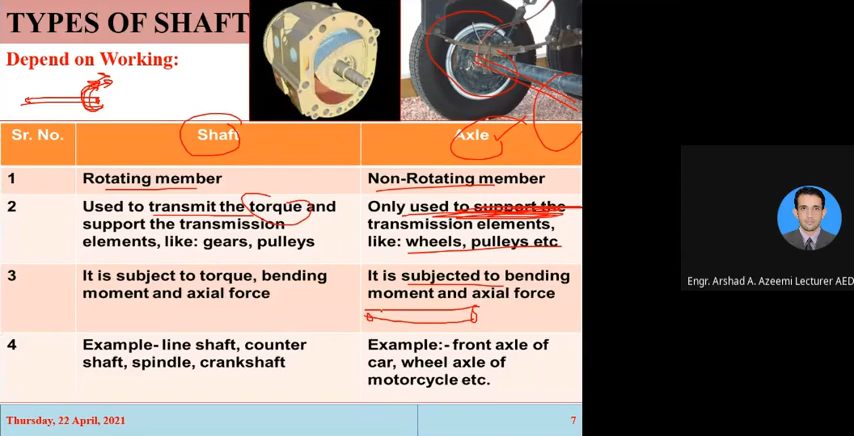 TYPES OF SHAFT
Depend on Working:
Sr. No. Shaft Axle
1 Rotating member Non-Rotating member
2 Used to transmit the torque and Only used to support the
support the transmission transmission elements,
elements, like: gears, pulleys like: wheels, pulleys etc
3 It is subject to torque, bending It is subjected to bending
moment and axial force moment and axial force
4 Example- line shaft, counter Example:- front axle of
shaft, spindle, crankshaft car, wheel axle of
motorcycle etc.
Engr. Arshad A. Azeemi Lecturer AED
Thursday, 22 April, 2021 7